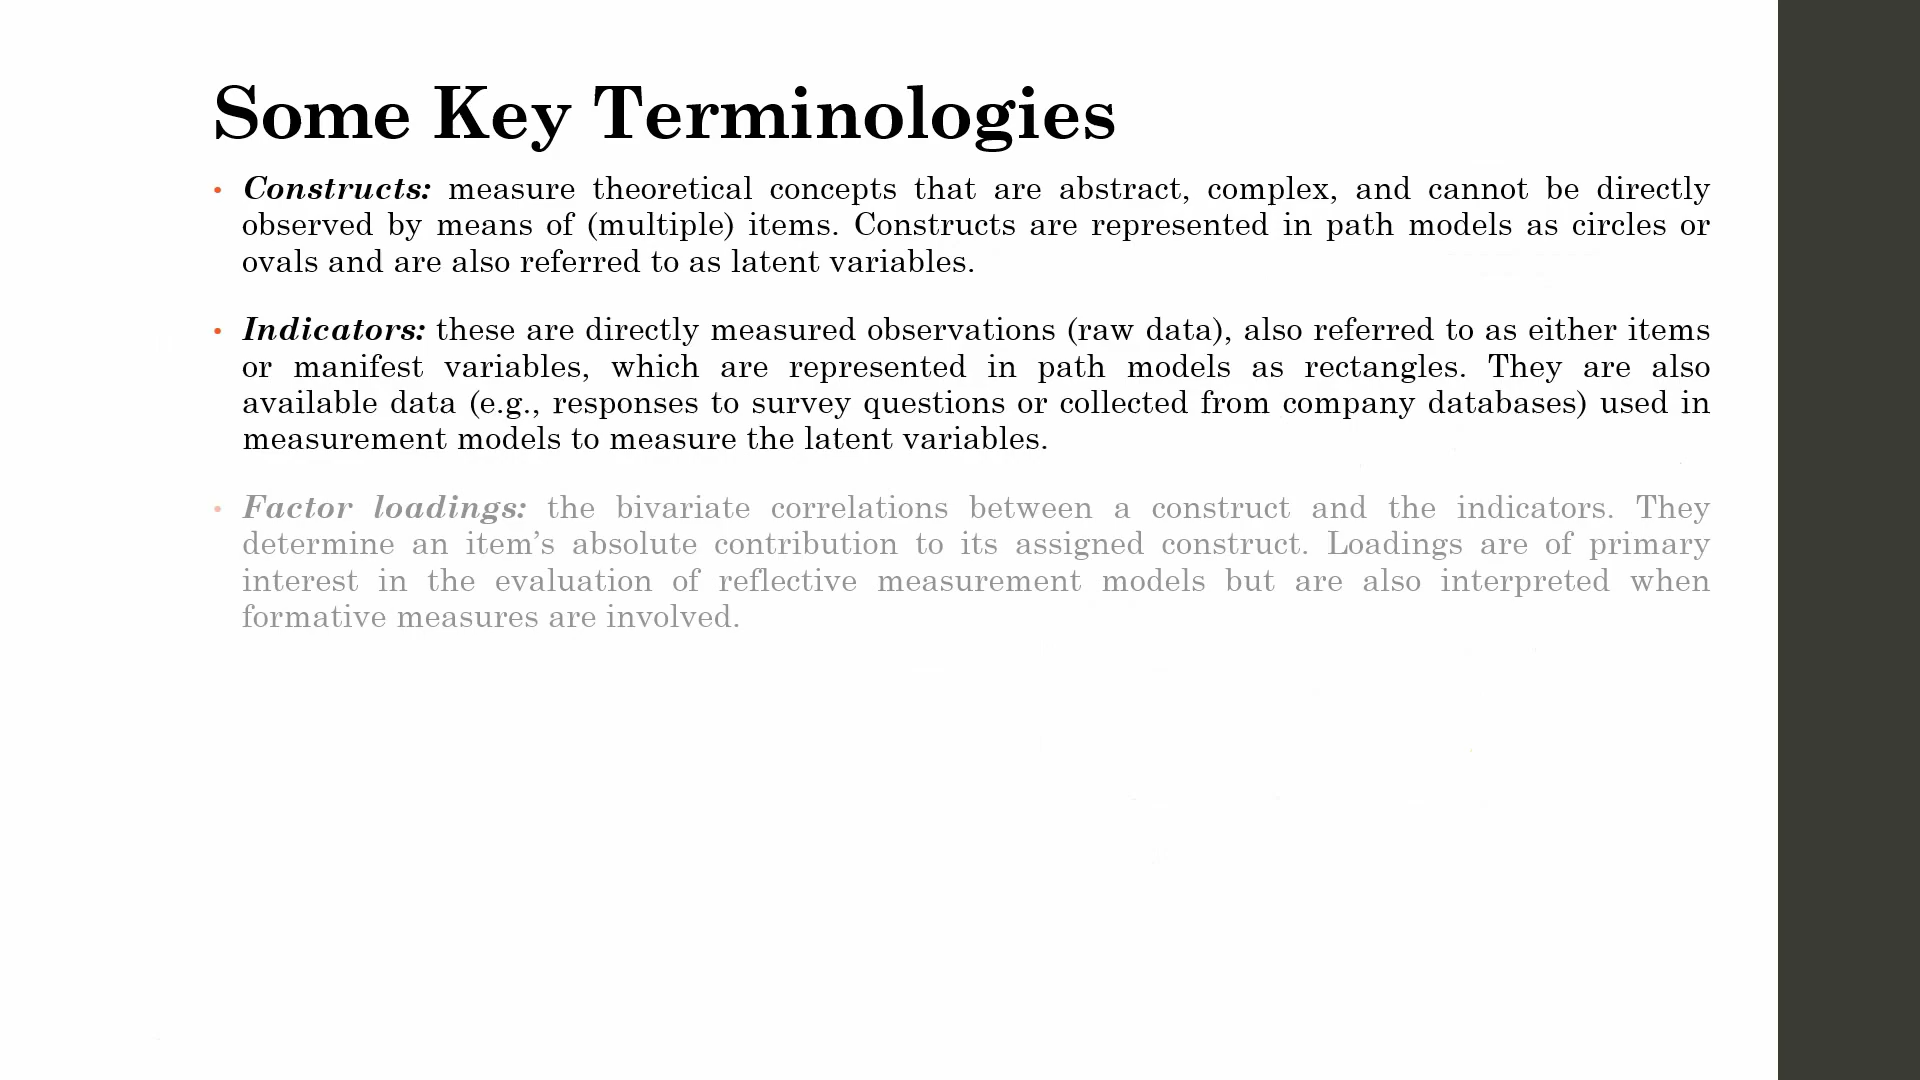 Some Key Terminologies
• Constructs: measure theoretical concepts that are abstract, complex, and cannot be directly
observed by means of (multiple) items. Constructs are represented in path models as circles or
ovals and are also referred to as latent variables.
• Indicators: these are directly measured observations (raw data), also referred to as either items
or manifest variables, which are represented in path models as rectangles. They are also
available data (e.g., responses to survey questions or collected from company databases) used in
measurement models to measure the latent variables.
• Factor loadings: the bivariate correlations between a construct and the indicators. They
determine an item’s absolute contribution to its assigned construct. Loadings are of primary
interest in the evaluation of reflective measurement models but are also interpreted when
formative measures are involved.